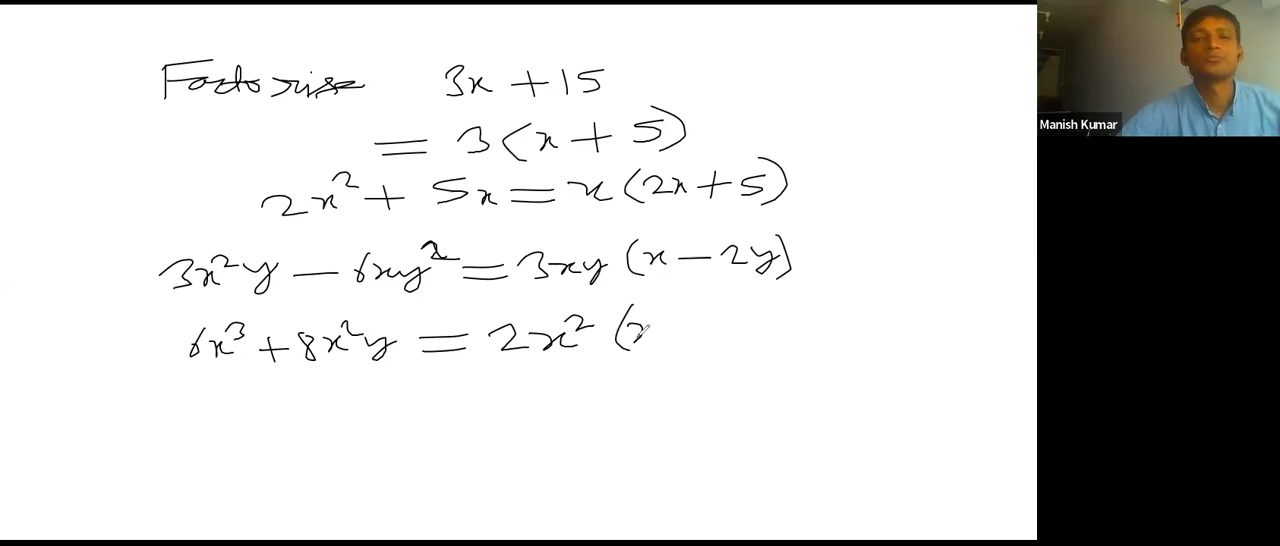 Factorise 3x + 15
= 3(x + 5)
2x² + 5x = x(2x + 5)
3x²y - 6xy² = 3xy (x - 2y)
6x³ + 8x²y = 2x² (
Manish Kumar